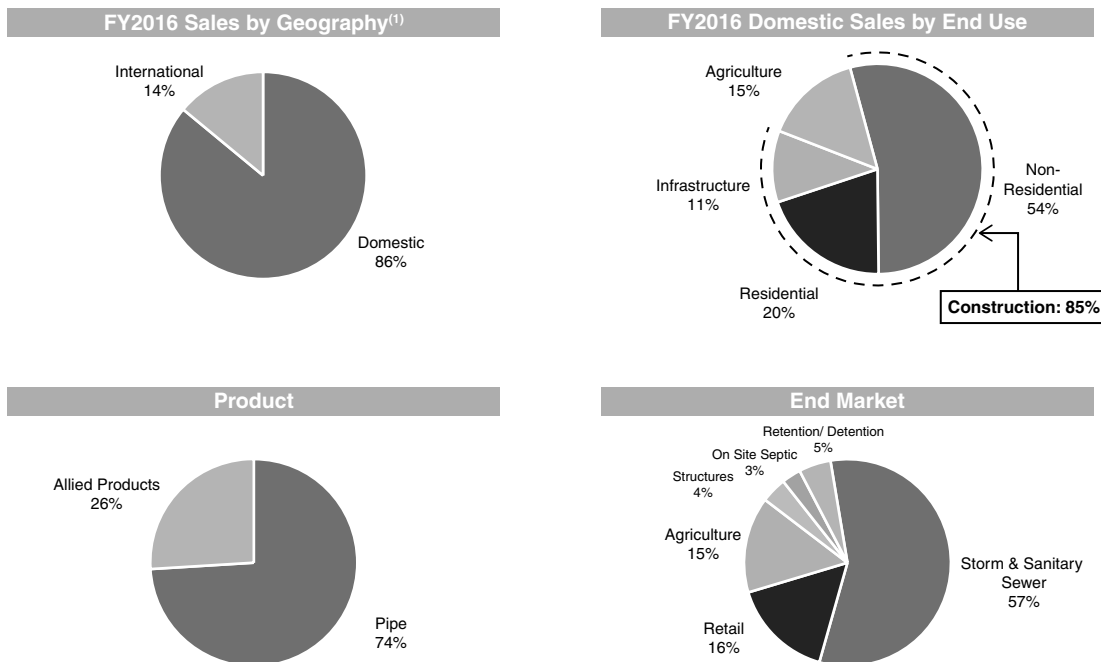 FY2016 Sales by Geography(1)
International
14%
Domestic
86%
FY2016 Domestic Sales by End Use
Agriculture
15%
Infrastructure
11%
Non-
Residential
54%
Residential
20%
Construction: 85%
Product
Allied Products
26%
Pipe
74%
End Market
Retention/ Detention
5%
On Site Septic
3%
Structures
4%
Agriculture
15%
Storm & Sanitary
Sewer
57%
Retail
16%